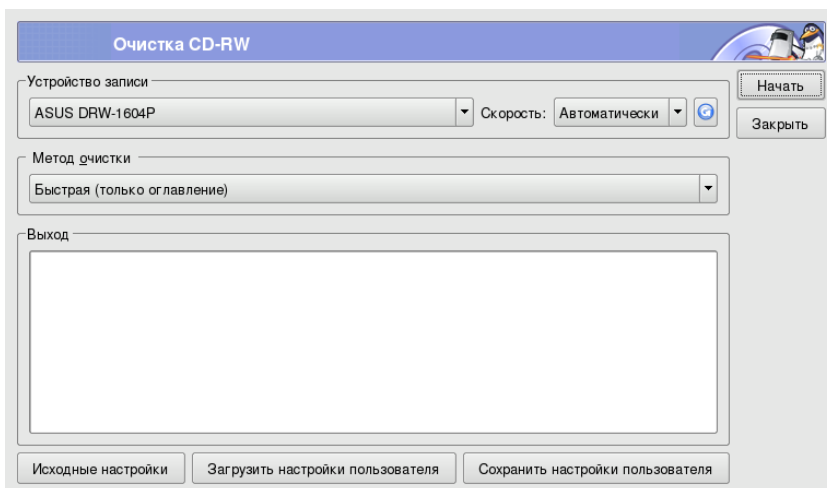 Очистка CD-RW
Устройство записи
ASUS DRW-1604P
Скорость: Автоматически
Начать
Закрыть
Метод очистки
Быстрая (только оглавление)
Выход
Исходные настройки
Загрузить настройки пользователя
Сохранить настройки пользователя